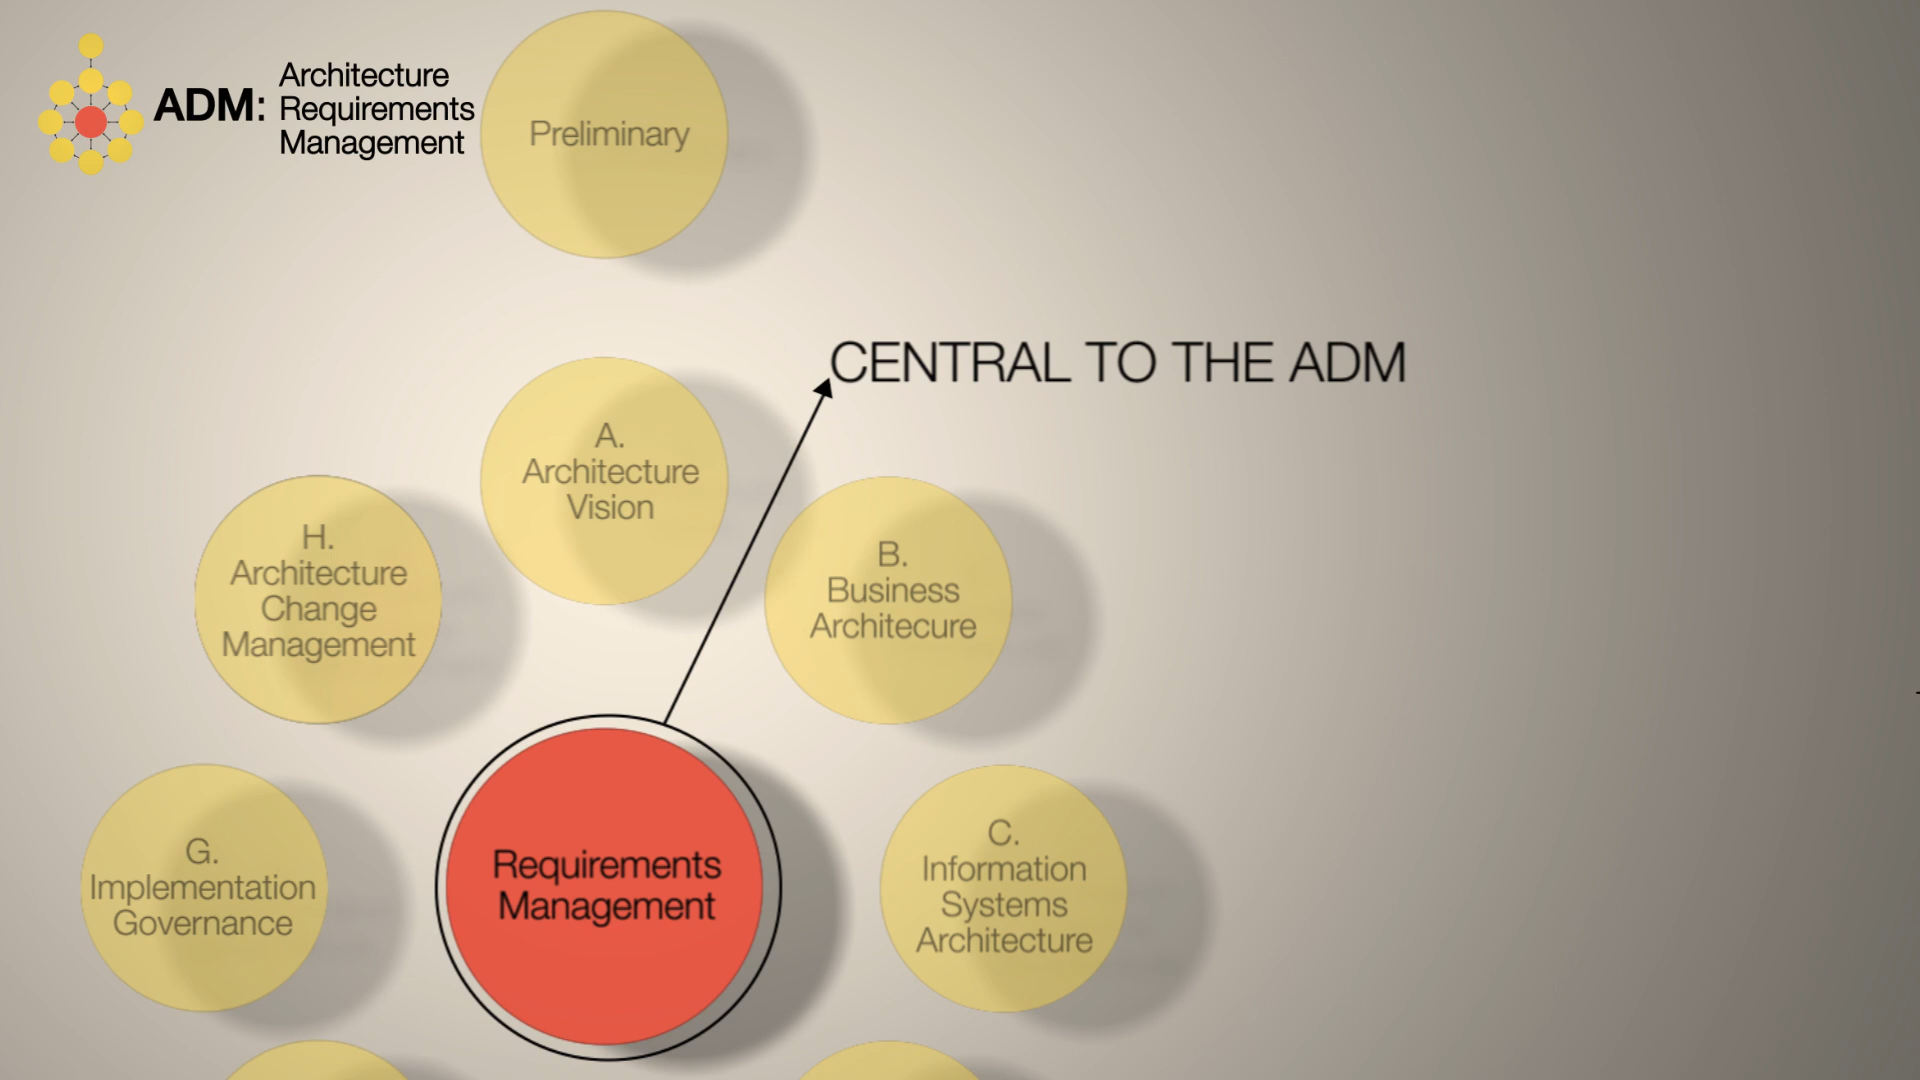 ADM:
Architecture
Requirements
Management
Preliminary
CENTRAL TO THE ADM
A.
Architecture
Vision
H.
Architecture
Change
Management
B.
Business
Architecure
G.
Implementation
Governance
Requirements
Management
C.
Information
Systems
Architecture